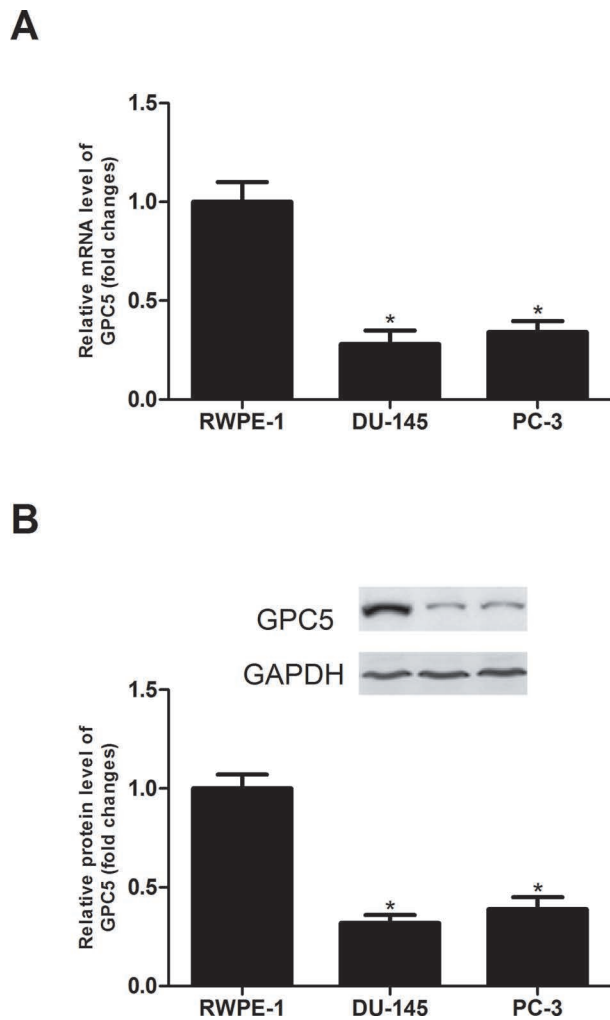 A
Relative mRNA level of
GPC5 (fold changes)
1.5
1.0
0.5
0.0
*
*
RWPE-1 DU-145 PC-3
B
GPC5
GAPDH
Relative protein level of
GPC5 (fold changes)
1.5
1.0
0.5
0.0
*
*
RWPE-1 DU-145 PC-3